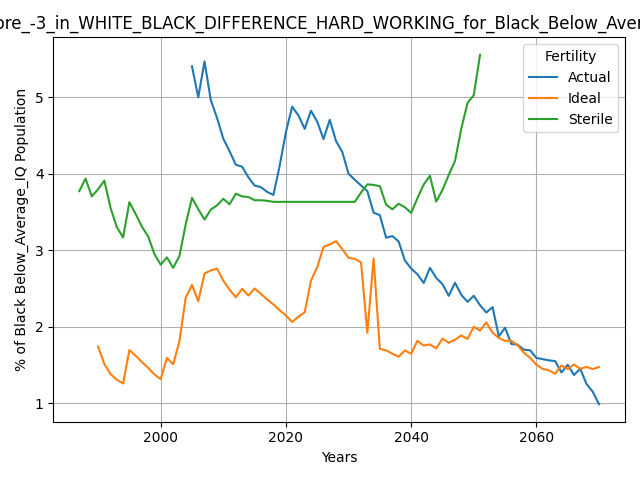 ore_-3_in_WHITE_BLACK_DIFFERENCE_HARD_WORKING_for_Black_Below_Aver
Fertility
Actual
Ideal
Sterile
% of Black Below_Average_IQ Population
5
4
3
2
1
2000 2020 2040 2060
Years